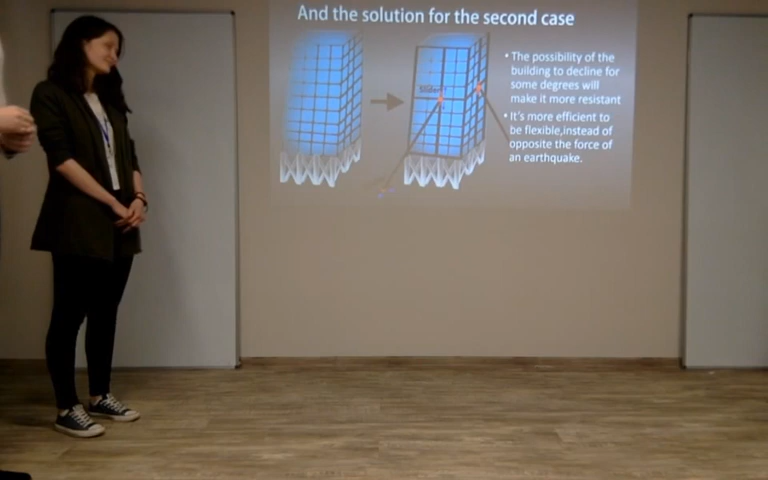 And the solution for the second case
• The possibility of the
building to decline for
some degrees will
make it more resistant
• It's more efficient to
be flexible,instead of
opposite the force of
an earthquake.